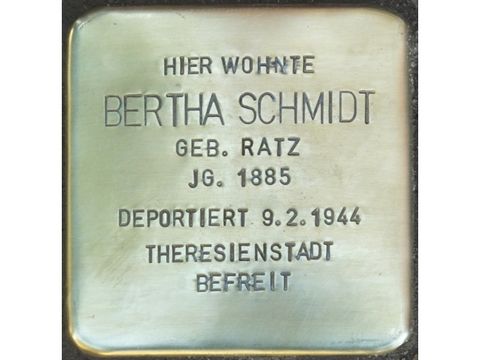 HIER WOHNTE
BERTHA SCHMIDT
GEB. RATZ
JG. 1885
DEPORTIERT 9.2.1944
THERESIENSTADT
BEFREIT